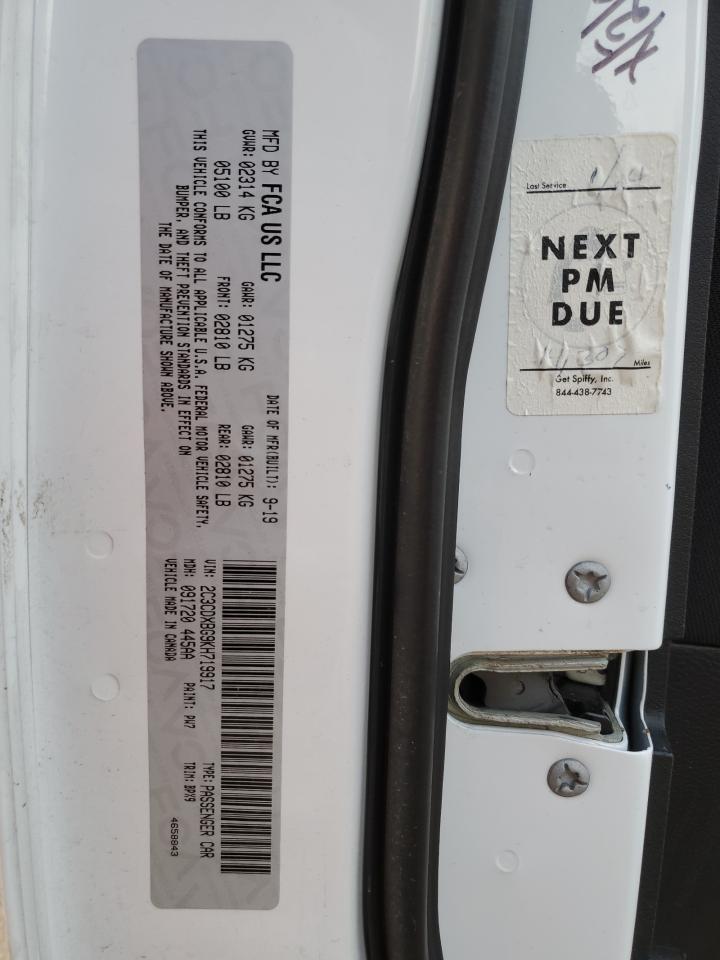 MFD BY FCA US LLC
DATE OF MFR(BUILT): 9-19
GVWR: 02314 KG GAWR: 01275 KG GAWR: 01275 KG
05100 LB FRONT: 02810 LB REAR: 02810 LB
THIS VEHICLE CONFORMS TO ALL APPLICABLE U.S.A. FEDERAL MOTOR VEHICLE SAFETY,
BUMPER, AND THEFT PREVENTION STANDARDS IN EFFECT ON
THE DATE OF MANUFACTURE SHOWN ABOVE.
VIN: 2C3CDXBG9KH719917 TYPE: PASSENGER CAR
MDH: 091720 445AA PAINT: PW7 TRIM: BPX9
VEHICLE MADE IN CANADA
4658843
Last Service
NEXT
PM
DUE
Miles
Get Spiffy, Inc.
844-438-7743